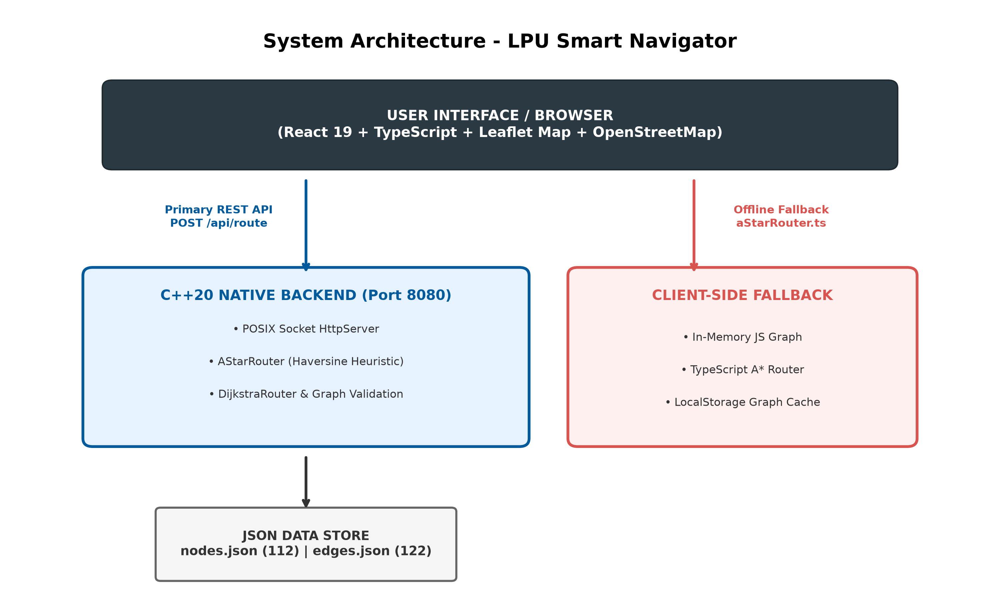 System Architecture - LPU Smart Navigator
USER INTERFACE / BROWSER
(React 19 + TypeScript + Leaflet Map + OpenStreetMap)
Primary REST API
POST /api/route
Offline Fallback
aStarRouter.ts
C++20 NATIVE BACKEND (Port 8080)
• POSIX Socket HttpServer
• AStarRouter (Haversine Heuristic)
• DijkstraRouter & Graph Validation
CLIENT-SIDE FALLBACK
• In-Memory JS Graph
• TypeScript A* Router
• LocalStorage Graph Cache
JSON DATA STORE
nodes.json (112) | edges.json (122)